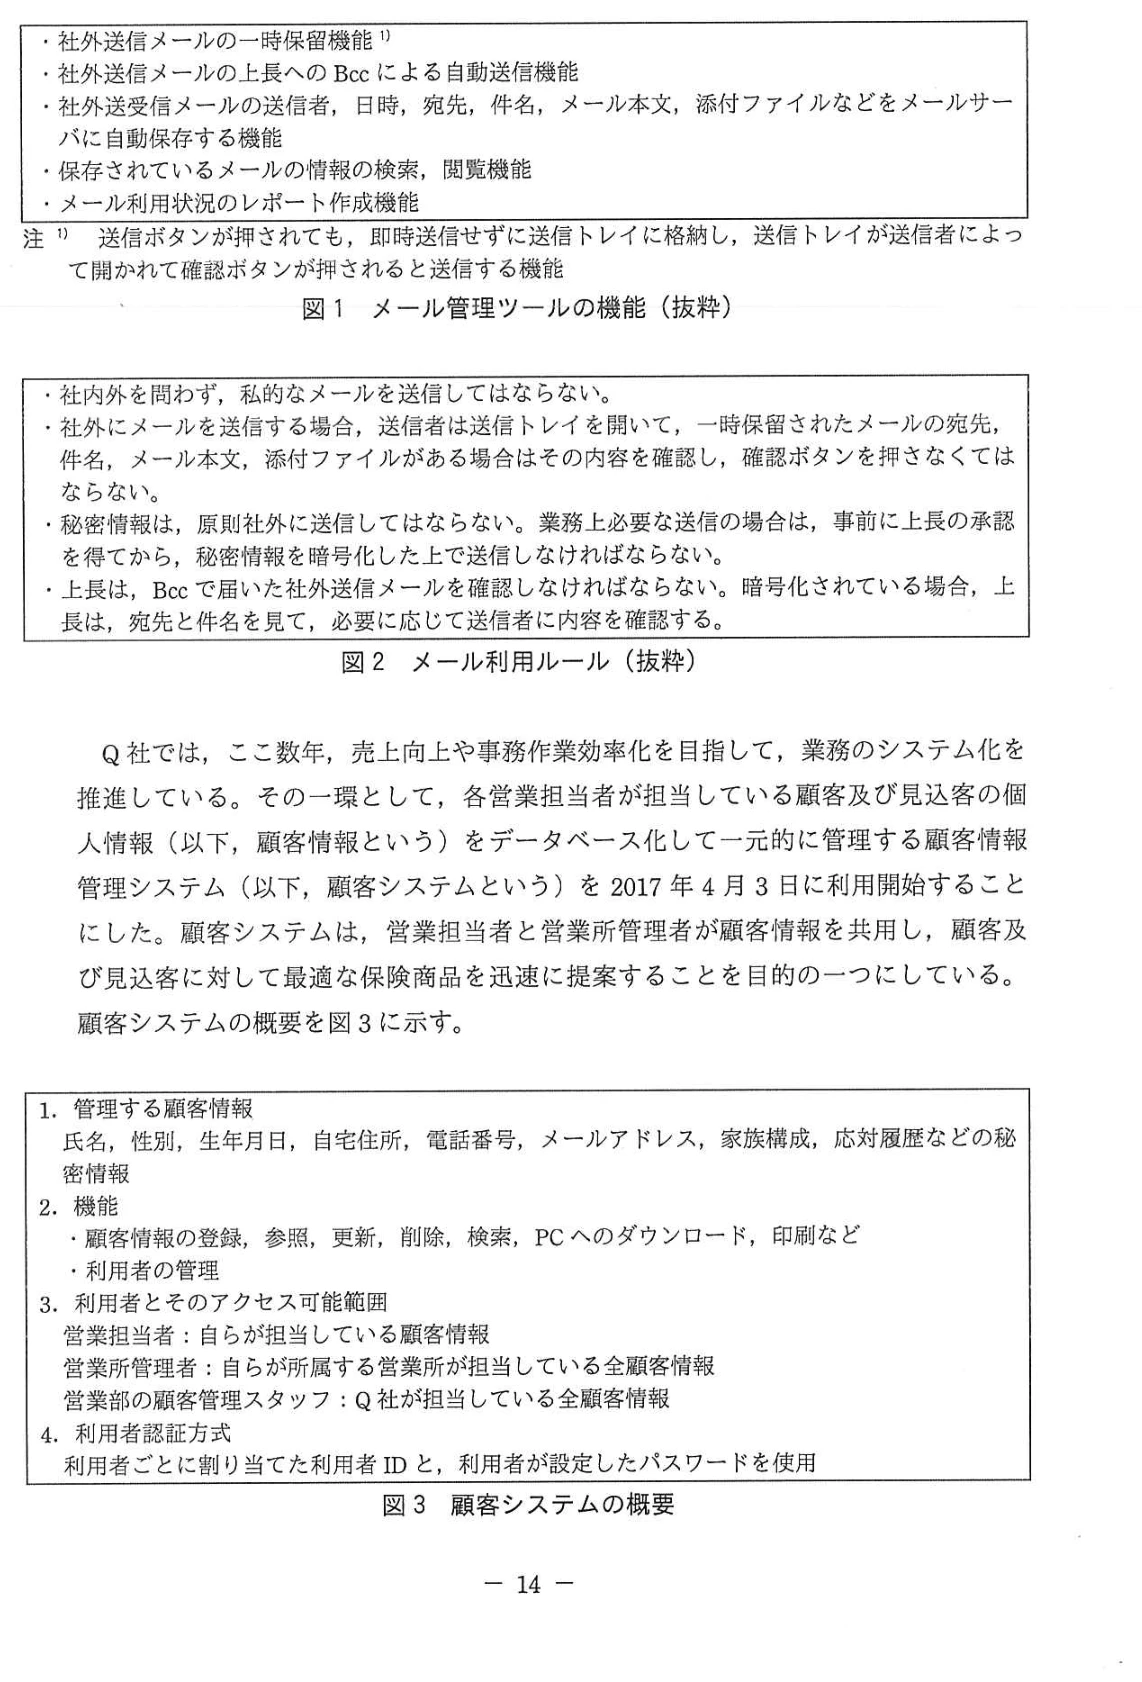 ・社外送信メールの一時保留機能 1)
・社外送信メールの上長への Bcc による自動送信機能
・社外送受信メールの送信者，日時，宛先，件名，メール本文，添付ファイルなどをメールサー
バに自動保存する機能
・保存されているメールの情報の検索，閲覧機能
・メール利用状況のレポート作成機能
注 1)　送信ボタンが押されても，即時送信せずに送信トレイに格納し，送信トレイが送信者によっ
て開かれて確認ボタンが押されると送信する機能
図1　メール管理ツールの機能（抜粋）
・社内外を問わず，私的なメールを送信してはならない。
・社外にメールを送信する場合，送信者は送信トレイを開いて，一時保留されたメールの宛先，
件名，メール本文，添付ファイルがある場合はその内容を確認し，確認ボタンを押さなくては
ならない。
・秘密情報は，原則社外に送信してはならない。業務上必要な送信の場合は，事前に上長の承認
を得てから，秘密情報を暗号化した上で送信しなければならない。
・上長は，Bcc で届いた社外送信メールを確認しなければならない。暗号化されている場合，上
長は，宛先と件名を見て，必要に応じて送信者に内容を確認する。
図2　メール利用ルール（抜粋）
Q 社では，ここ数年，売上向上や事務作業効率化を目指して，業務のシステム化を
推進している。その一環として，各営業担当者が担当している顧客及び見込客の個
人情報（以下，顧客情報という）をデータベース化して一元的に管理する顧客情報
管理システム（以下，顧客システムという）を 2017 年 4 月 3 日に利用開始すること
にした。顧客システムは，営業担当者と営業所管理者が顧客情報を共用し，顧客及
び見込客に対して最適な保険商品を迅速に提案することを目的の一つにしている。
顧客システムの概要を図 3 に示す。
1. 管理する顧客情報
氏名，性別，生年月日，自宅住所，電話番号，メールアドレス，家族構成，応対履歴などの秘
密情報
2. 機能
・顧客情報の登録，参照，更新，削除，検索，PC へのダウンロード，印刷など
・利用者の管理
3. 利用者とそのアクセス可能範囲
営業担当者：自らが担当している顧客情報
営業所管理者：自らが所属する営業所が担当している全顧客情報
営業部の顧客管理スタッフ：Q 社が担当している全顧客情報
4. 利用者認証方式
利用者ごとに割り当てた利用者 ID と，利用者が設定したパスワードを使用
図3　顧客システムの概要
－ 14 －